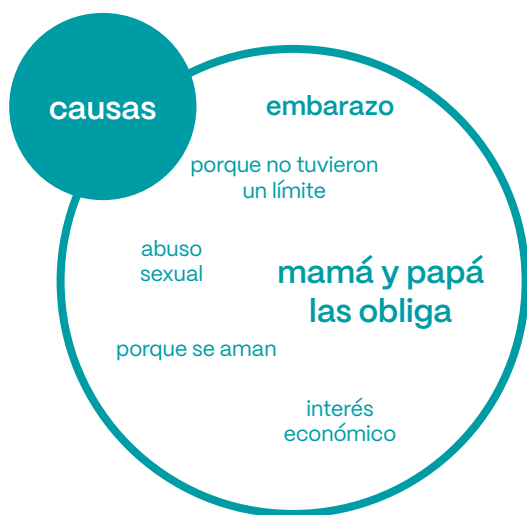 causas
embarazo
porque no tuvieron
un límite
abuso
sexual
mamá y papá
las obliga
porque se aman
interés
económico